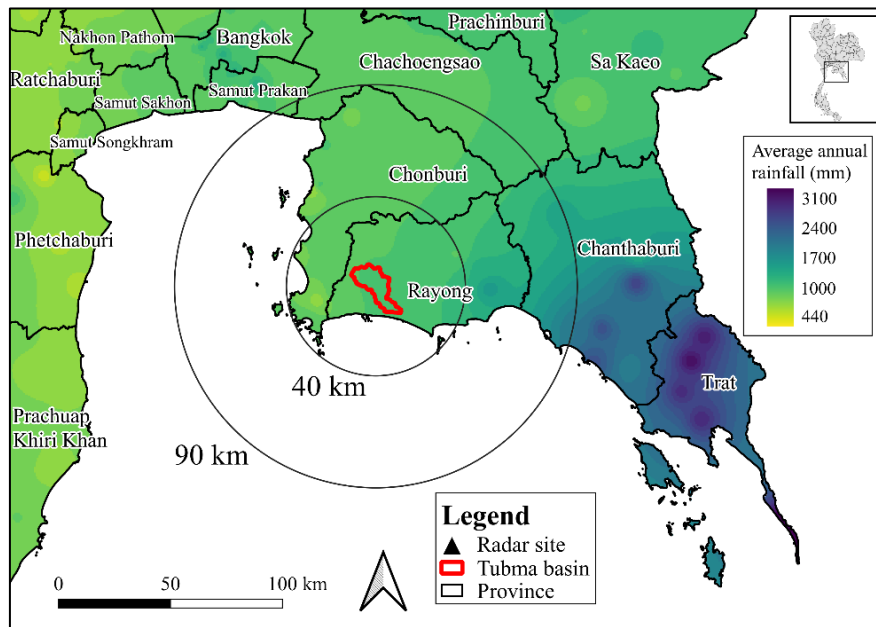 Prachinburi
Nakhon Pathom
Bangkok
Chachoengsao
Sa Kaeo
Ratchaburi
Samut Prakan
Samut Sakhon
Samut Songkhram
Average annual
rainfall (mm)
3100
2400
1700
1000
440
Chonburi
Phetchaburi
Chanthaburi
Rayong
40 km
Trat
Prachuap
Khiri Khan
90 km
Legend
Radar site
Tubma basin
Province
0 50 100 km